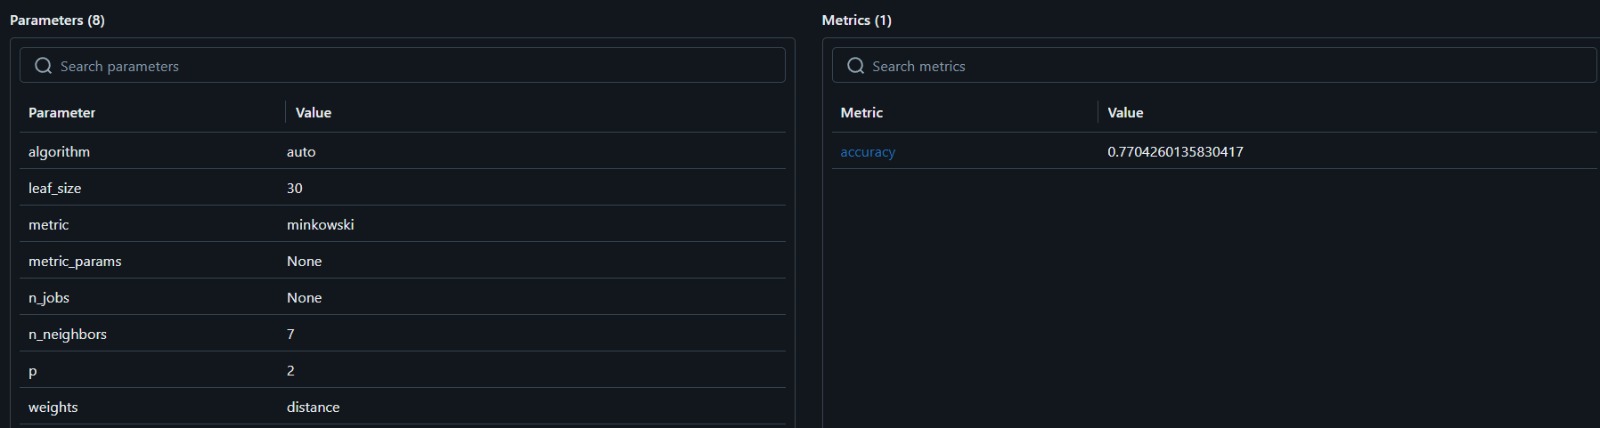 Parameters (8)
Search parameters
Parameter Value
algorithm auto
leaf_size 30
metric minkowski
metric_params None
n_jobs None
n_neighbors 7
p 2
weights distance
Metrics (1)
Search metrics
Metric Value
accuracy 0.7704260135830417